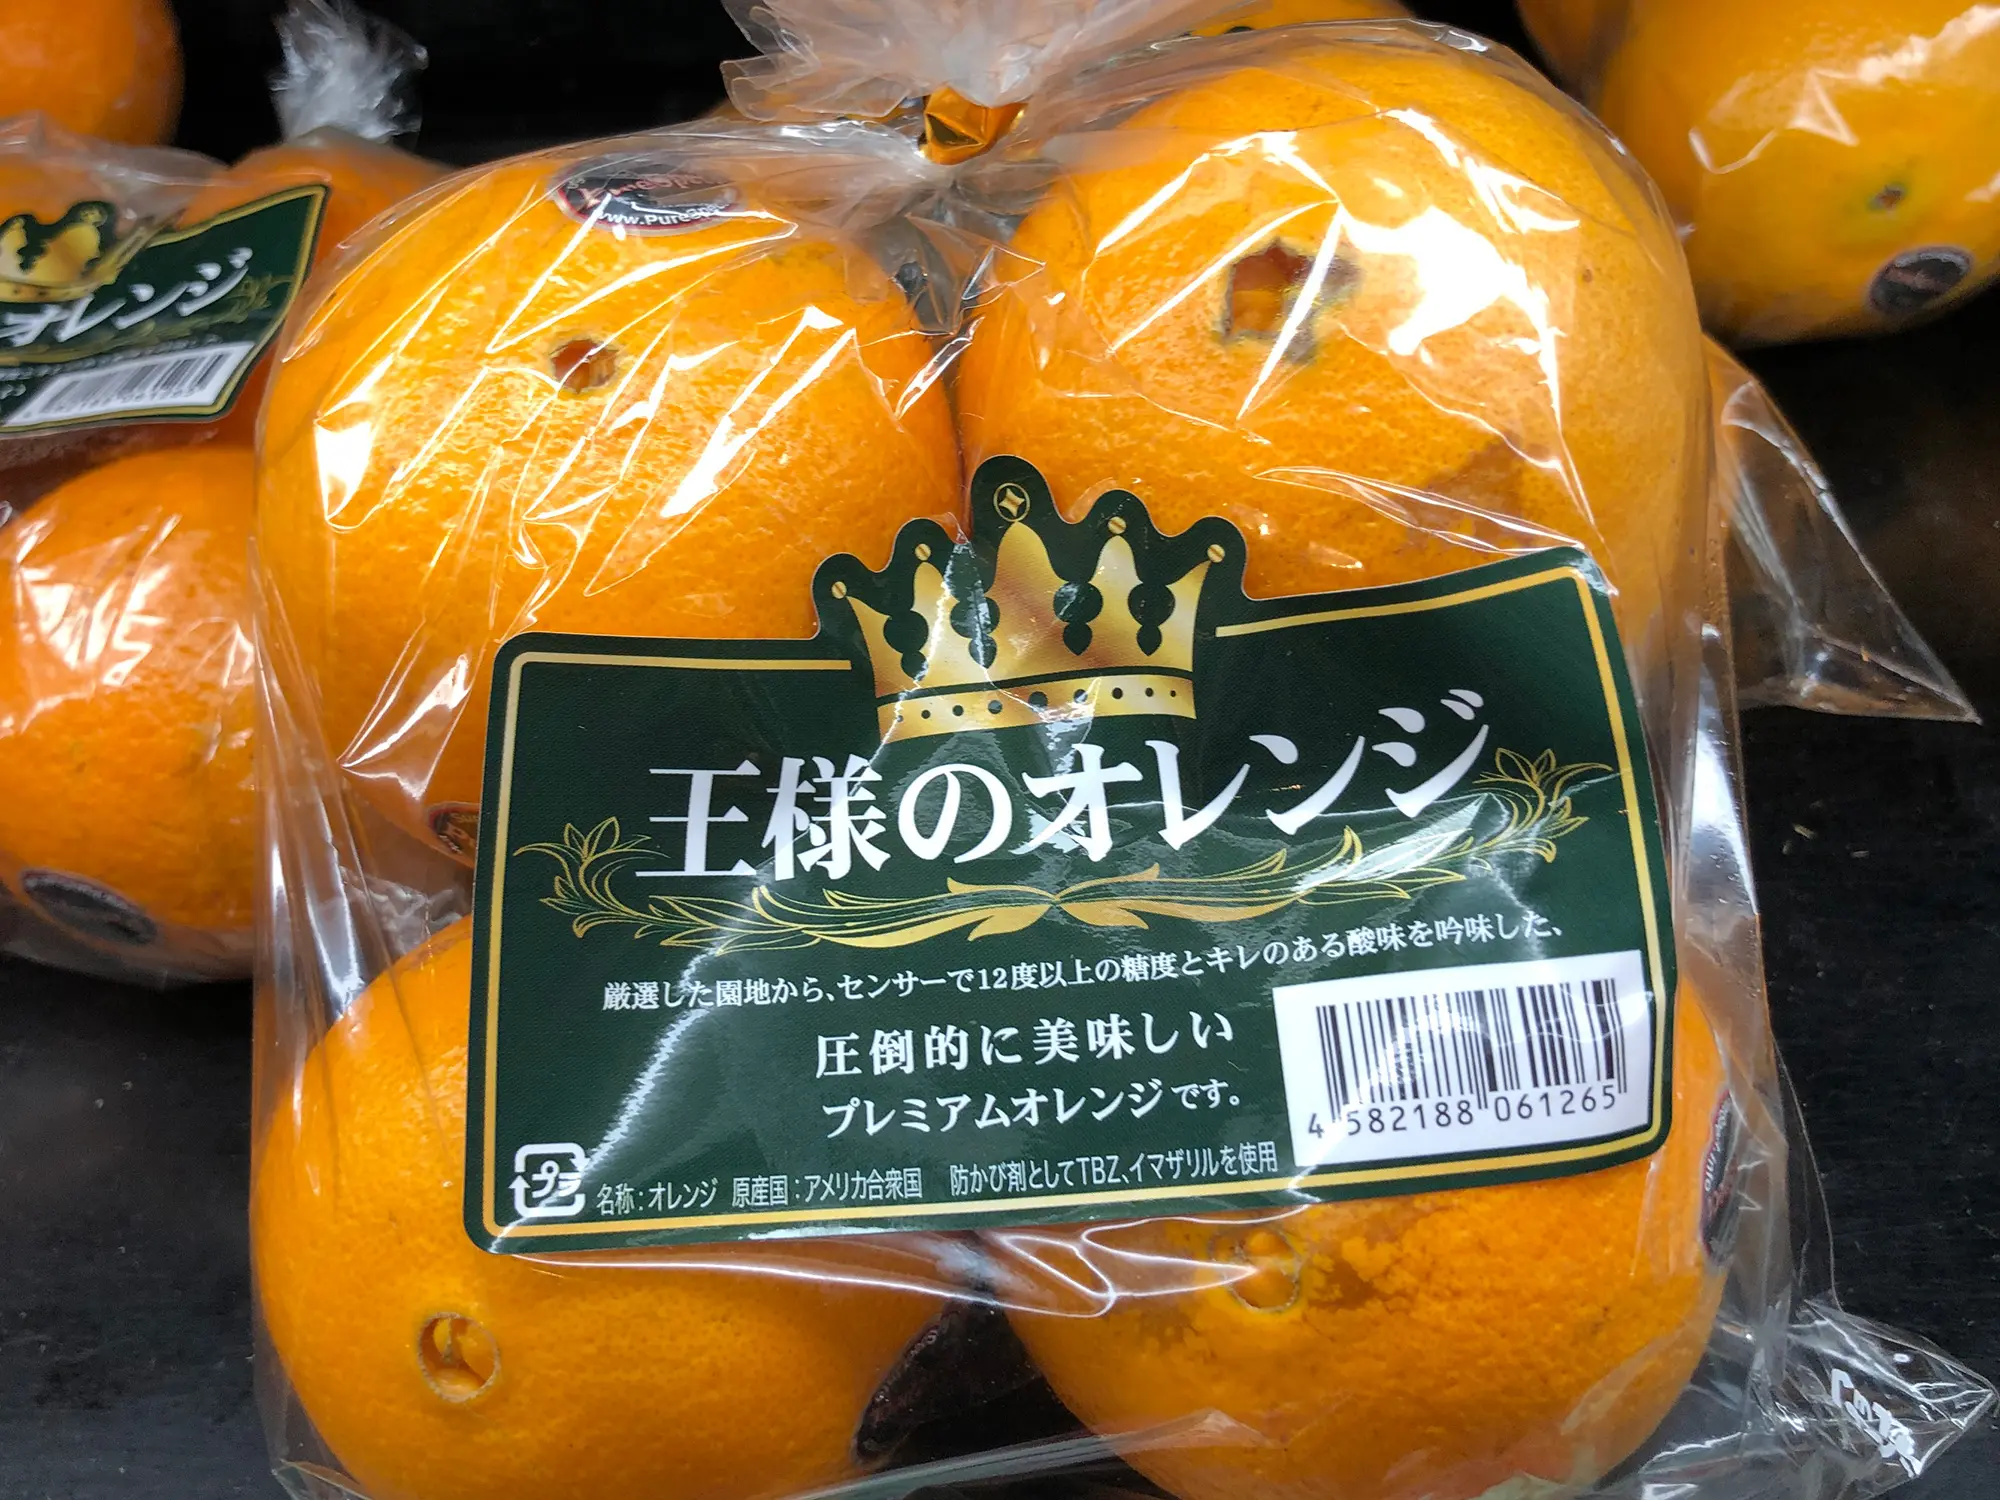 王様のオレンジ
厳選した園地から、センサーで12度以上の糖度とキレのある酸味を吟味した、
圧倒的に美味しい
プレミアムオレンジです。
4 582188 061265
プラ
名称：オレンジ 原産国：アメリカ合衆国 防かび剤としてTBZ、イマザリルを使用
オレンジ
www.PureSp